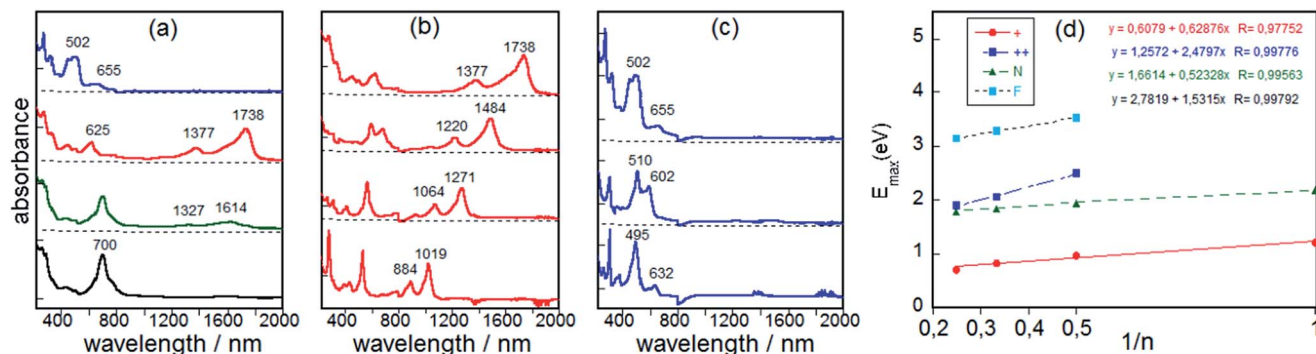 (a)
502
655
1738
1377
625
1327
1614
700
absorbance
400 800 1200 1600 2000
wavelength / nm
(b)
1738
1377
1484
1220
1271
1064
1019
884
400 800 1200 1600 2000
wavelength / nm
(c)
502
655
510
602
495
632
400 800 1200 1600 2000
wavelength / nm
(d)
+
++
N
F
y = 0,6079 + 0,62876x R= 0,97752
y = 1,2572 + 2,4797x R= 0,99776
y = 1,6614 + 0,52328x R= 0,99563
y = 2,7819 + 1,5315x R= 0,99792
5
4
3
2
1
0
Emax(eV)
0,2 0,3 0,4 0,5 1
1/n